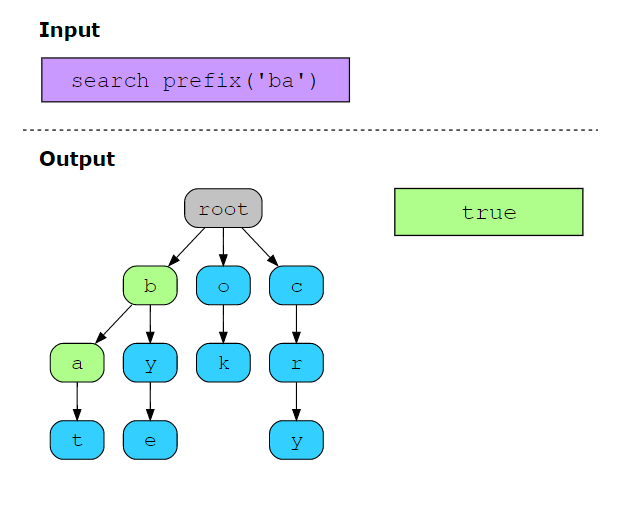 Input
search prefix('ba')
Output
root
true
b o c
a y k r
t e y